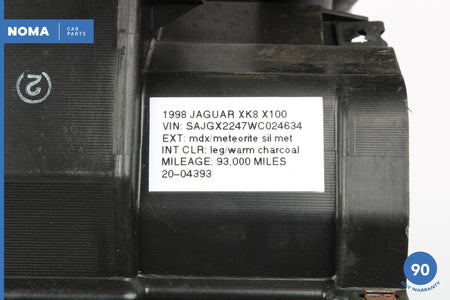 NOMA CAR
PARTS
2
1998 JAGUAR XK8 X100
VIN: SAJGX2247WC024634
EXT: mdx/meteorite sil met
INT CLR: leg/warm charcoal
MILEAGE: 93,000 MILES
20-04393
90
DAY WARRANTY